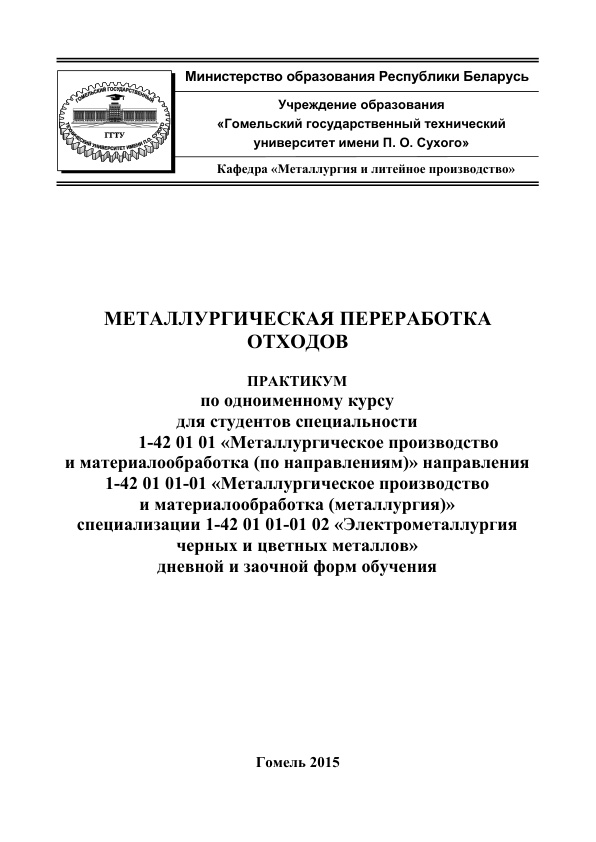 Министерство образования Республики Беларусь
ГОМЕЛЬСКИЙ ГОСУДАРСТВЕННЫЙ
ТЕХНИЧЕСКИЙ УНИВЕРСИТЕТ ИМЕНИ П.О.
ГГТУ
Учреждение образования
«Гомельский государственный технический
университет имени П. О. Сухого»
Кафедра «Металлургия и литейное производство»
МЕТАЛЛУРГИЧЕСКАЯ ПЕРЕРАБОТКА
ОТХОДОВ
ПРАКТИКУМ
по одноименному курсу
для студентов специальности
1-42 01 01 «Металлургическое производство
и материалообработка (по направлениям)» направления
1-42 01 01-01 «Металлургическое производство
и материалообработка (металлургия)»
специализации 1-42 01 01-01 02 «Электрометаллургия
черных и цветных металлов»
дневной и заочной форм обучения
Гомель 2015